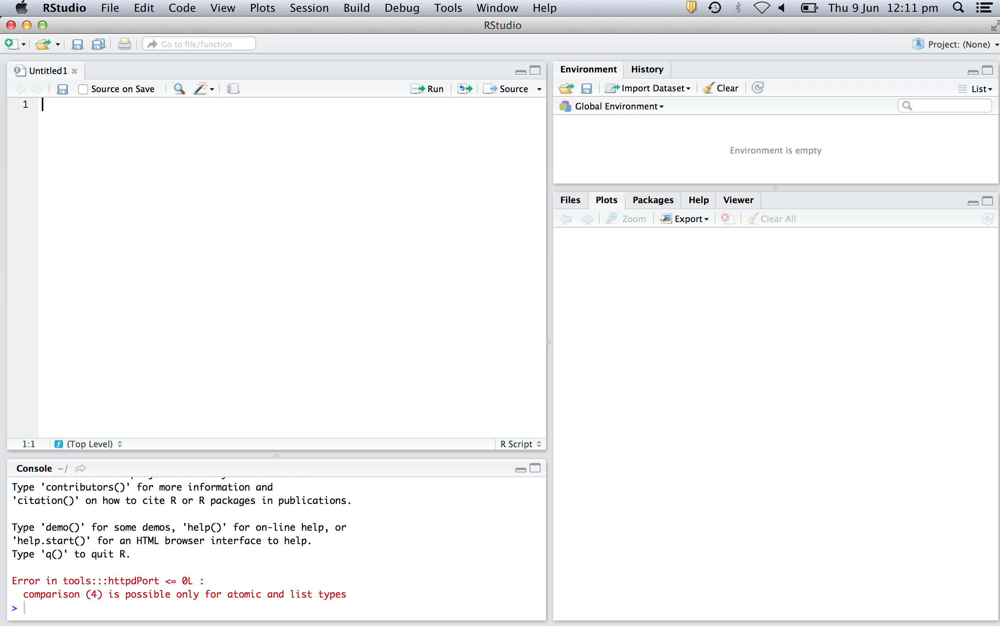 RStudio File Edit Code View Plots Session Build Debug Tools Window Help Thu 9 Jun 12:11 pm
RStudio
Go to file/function Project: (None)
Untitled1
Source on Save Run Source
1
1:1 (Top Level) R Script
Console ~/
Type 'contributors()' for more information and
'citation()' on how to cite R or R packages in publications.
Type 'demo()' for some demos, 'help()' for on-line help, or
'help.start()' for an HTML browser interface to help.
Type 'q()' to quit R.
Error in tools:::httpdPort <= 0L :
comparison (4) is possible only for atomic and list types
>
Environment History
Import Dataset Clear List
Global Environment
Environment is empty
Files Plots Packages Help Viewer
Zoom Export Clear All